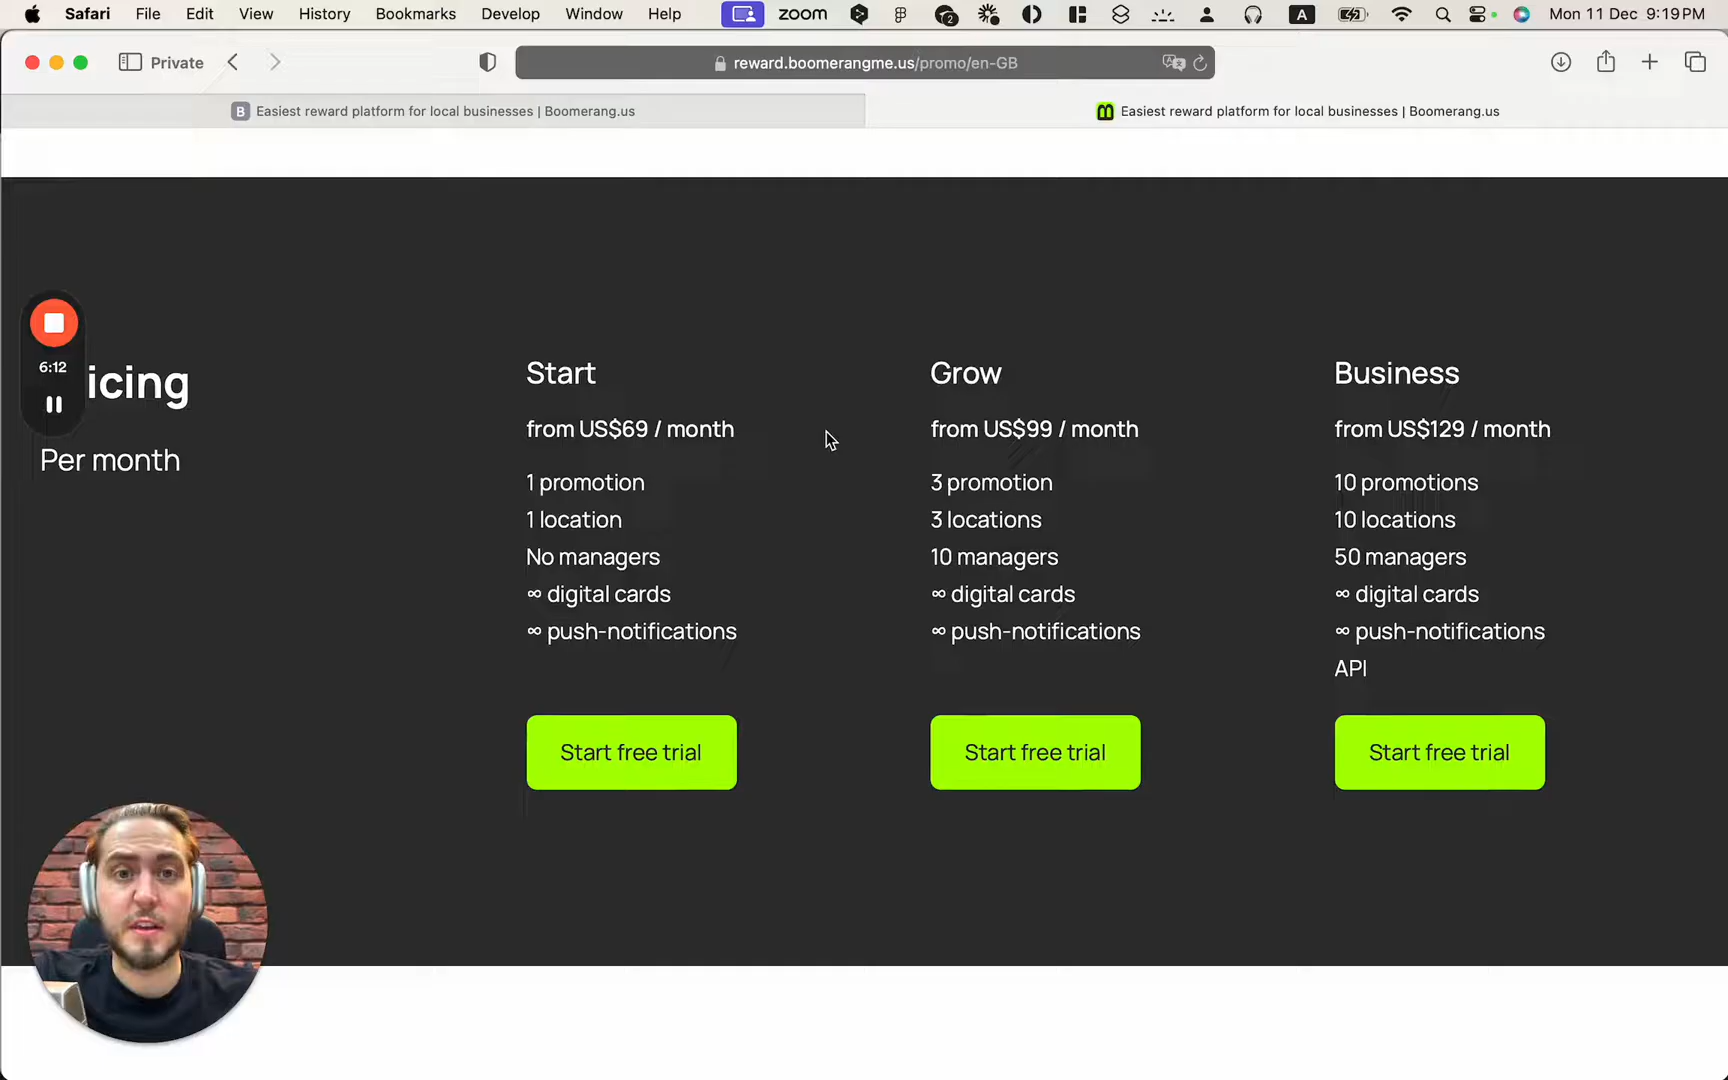 Safari File Edit View History Bookmarks Develop Window Help zoom 2 A Mon 11 Dec 9:19 PM
Private reward.boomerangme.us/promo/en-GB
B Easiest reward platform for local businesses | Boomerang.us
Easiest reward platform for local businesses | Boomerang.us
6:12
icing
Per month
Start
from US$69 / month
1 promotion
1 location
No managers
∞ digital cards
∞ push-notifications
Start free trial
Grow
from US$99 / month
3 promotion
3 locations
10 managers
∞ digital cards
∞ push-notifications
Start free trial
Business
from US$129 / month
10 promotions
10 locations
50 managers
∞ digital cards
∞ push-notifications
API
Start free trial